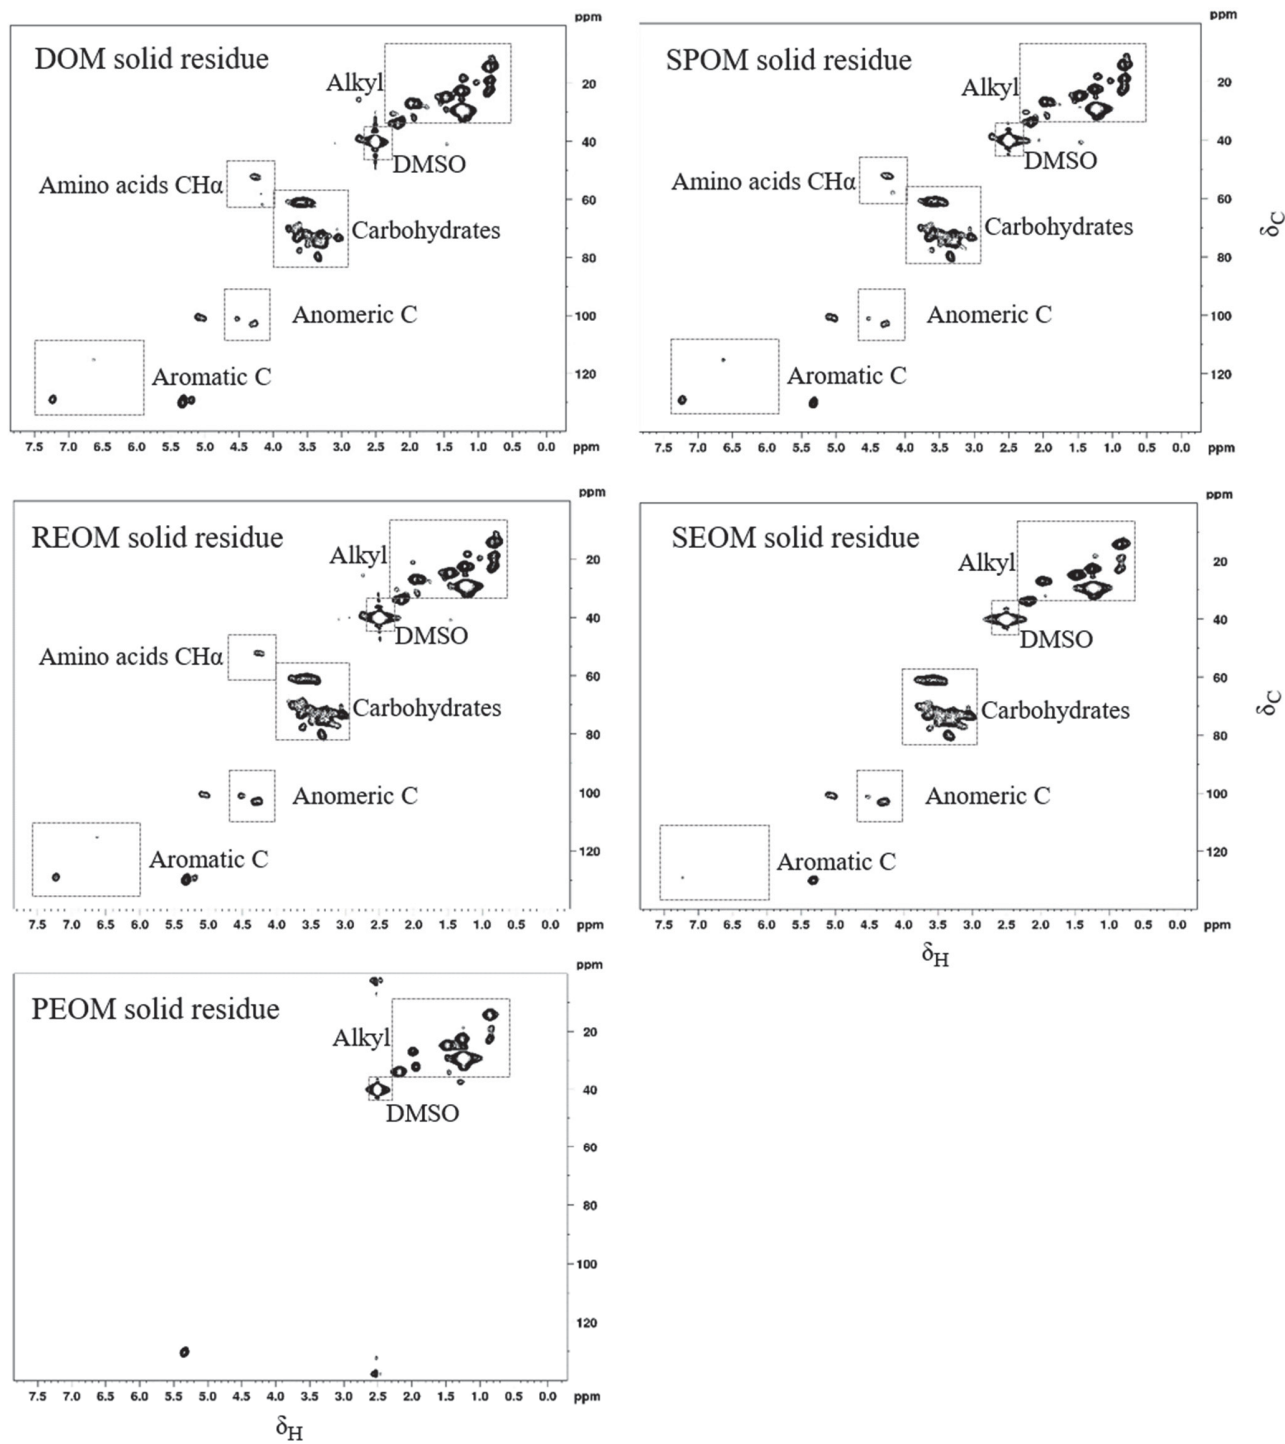 ppm
DOM solid residue
Alkyl
20
40
DMSO
Amino acids CHα
60
Carbohydrates
80
Anomeric C
100
Aromatic C
120
7.5 7.0 6.5 6.0 5.5 5.0 4.5 4.0 3.5 3.0 2.5 2.0 1.5 1.0 0.5 0.0 ppm
ppm
SPOM solid residue
Alkyl
20
40
DMSO
Amino acids CHα
60
Carbohydrates
δC
80
Anomeric C
100
Aromatic C
120
7.5 7.0 6.5 6.0 5.5 5.0 4.5 4.0 3.5 3.0 2.5 2.0 1.5 1.0 0.5 0.0 ppm
ppm
REOM solid residue
Alkyl
20
40
DMSO
Amino acids CHα
60
Carbohydrates
80
Anomeric C
100
Aromatic C
120
7.5 7.0 6.5 6.0 5.5 5.0 4.5 4.0 3.5 3.0 2.5 2.0 1.5 1.0 0.5 0.0 ppm
ppm
SEOM solid residue
Alkyl
20
40
DMSO
60
Carbohydrates
δC
80
Anomeric C
100
Aromatic C
120
7.5 7.0 6.5 6.0 5.5 5.0 4.5 4.0 3.5 3.0 2.5 2.0 1.5 1.0 0.5 0.0 ppm
δH
ppm
PEOM solid residue
Alkyl
20
40
DMSO
60
80
100
120
7.5 7.0 6.5 6.0 5.5 5.0 4.5 4.0 3.5 3.0 2.5 2.0 1.5 1.0 0.5 0.0 ppm
δH